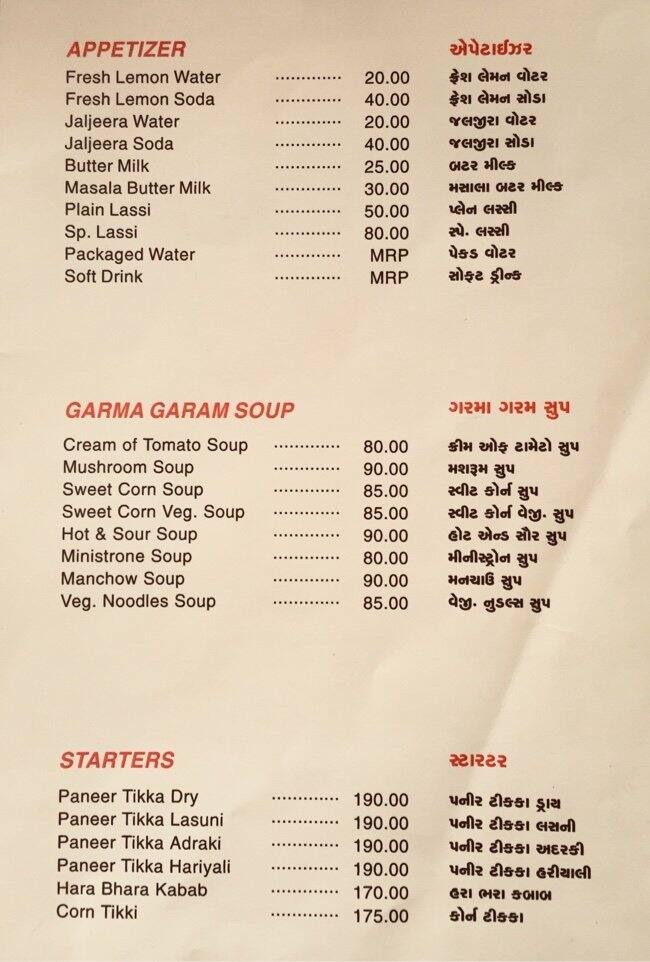 APPETIZER એપેટાઈઝર
Fresh Lemon Water ············· 20.00 ફ્રેશ લેમન વોટર
Fresh Lemon Soda ············· 40.00 ફ્રેશ લેમન સોડા
Jaljeera Water ············· 20.00 જલજીરા વોટર
Jaljeera Soda ············· 40.00 જલજીરા સોડા
Butter Milk ············· 25.00 બટર મીલ્ક
Masala Butter Milk ············· 30.00 મસાલા બટર મીલ્ક
Plain Lassi ············· 50.00 પ્લેન લસ્સી
Sp. Lassi ············· 80.00 સ્પે. લસ્સી
Packaged Water ············· MRP પેકડ વોટર
Soft Drink ············· MRP સોફ્ટ ડ્રીન્ક
GARMA GARAM SOUP ગરમા ગરમ સુપ
Cream of Tomato Soup ············· 80.00 ક્રીમ ઓફ ટામેટો સુપ
Mushroom Soup ············· 90.00 મશરૂમ સુપ
Sweet Corn Soup ············· 85.00 સ્વીટ કોર્ન સુપ
Sweet Corn Veg. Soup ············· 85.00 સ્વીટ કોર્ન વેજી. સુપ
Hot & Sour Soup ············· 90.00 હોટ એન્ડ સૌર સુપ
Ministrone Soup ············· 80.00 મીનીસ્ટ્રોન સુપ
Manchow Soup ············· 90.00 મનચાઉ સુપ
Veg. Noodles Soup ············· 85.00 વેજી. નુડલ્સ સુપ
STARTERS સ્ટારટર
Paneer Tikka Dry ············· 190.00 પનીર ટીકકા ડ્રાય
Paneer Tikka Lasuni ············· 190.00 પનીર ટીકકા લસની
Paneer Tikka Adraki ············· 190.00 પનીર ટીકકા અદરકી
Paneer Tikka Hariyali ············· 190.00 પનીર ટીકકા હરીયાલી
Hara Bhara Kabab ············· 170.00 હરા ભરા કબાબ
Corn Tikki ············· 175.00 કોર્ન ટીકકા